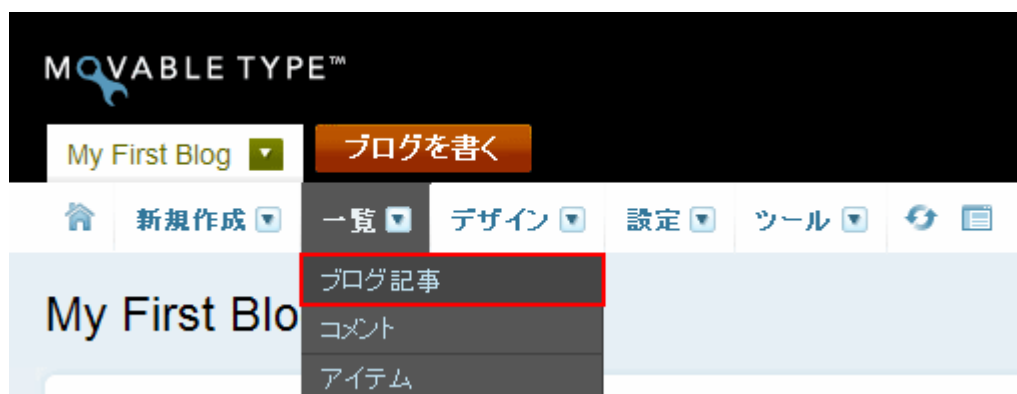 MOVABLE TYPE™
My First Blog ブログを書く
新規作成 一覧 デザイン 設定 ツール
ブログ記事
My First Blo
コメント
アイテム